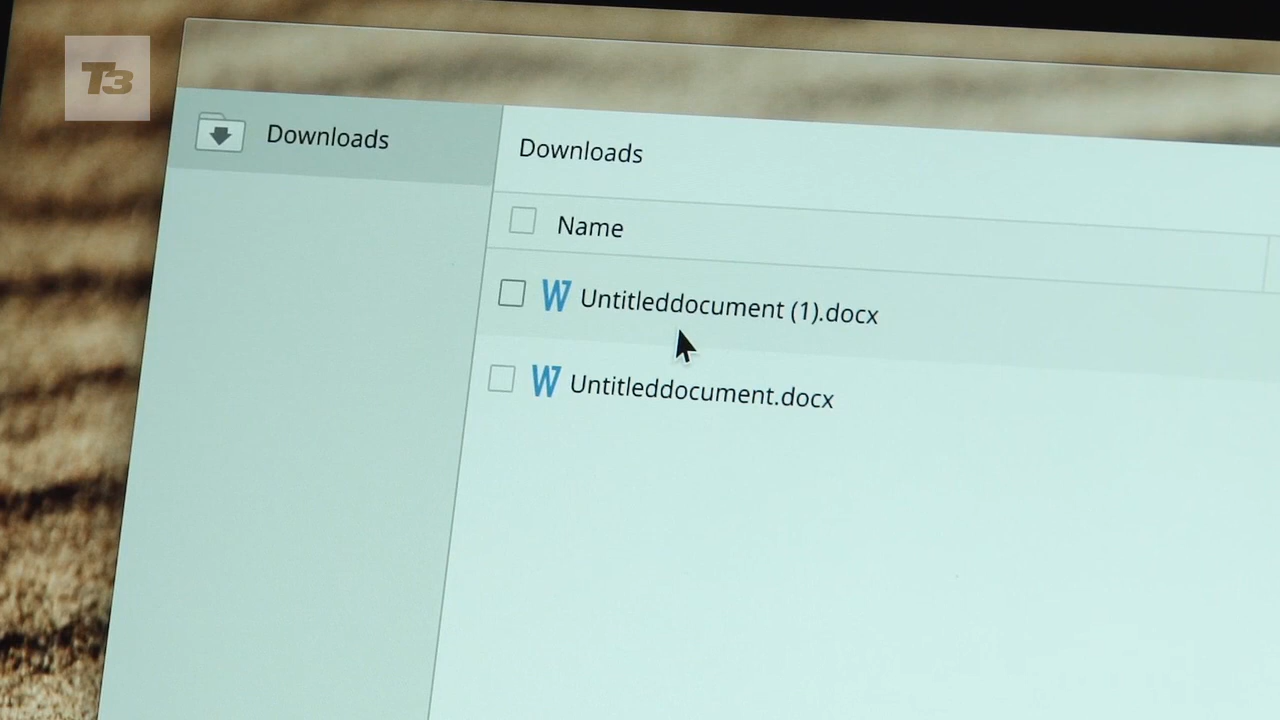 T3
Downloads
Downloads
Name
W Untitleddocument (1).docx
W Untitleddocument.docx